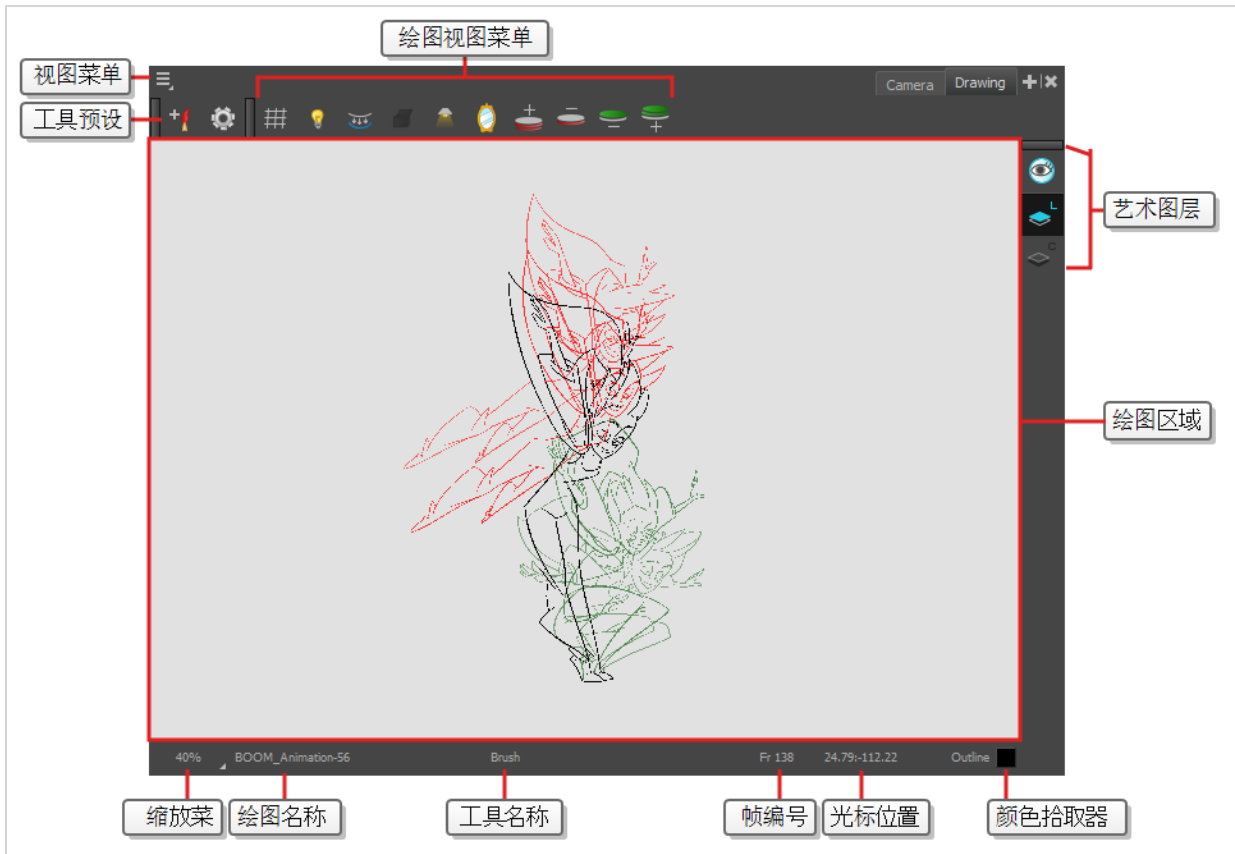 绘图视图菜单
视图菜单
Camera
Drawing
工具预设
L
C
艺术图层
绘图区域
40%
BOOM_Animation-56
Brush
Fr 138
24.79:-112.22
Outline
缩放菜
绘图名称
工具名称
帧编号
光标位置
颜色拾取器